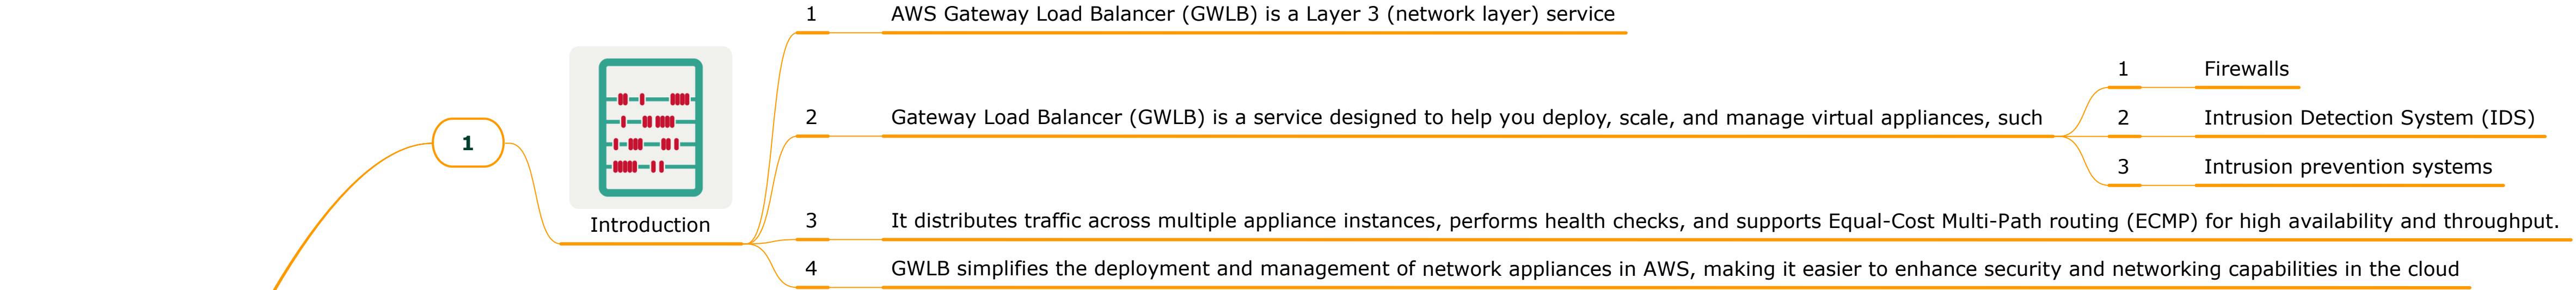 1
Introduction
1 AWS Gateway Load Balancer (GWLB) is a Layer 3 (network layer) service
2 Gateway Load Balancer (GWLB) is a service designed to help you deploy, scale, and manage virtual appliances, such
1 Firewalls
2 Intrusion Detection System (IDS)
3 Intrusion prevention systems
3 It distributes traffic across multiple appliance instances, performs health checks, and supports Equal-Cost Multi-Path routing (ECMP) for high availability and throughput.
4 GWLB simplifies the deployment and management of network appliances in AWS, making it easier to enhance security and networking capabilities in the cloud